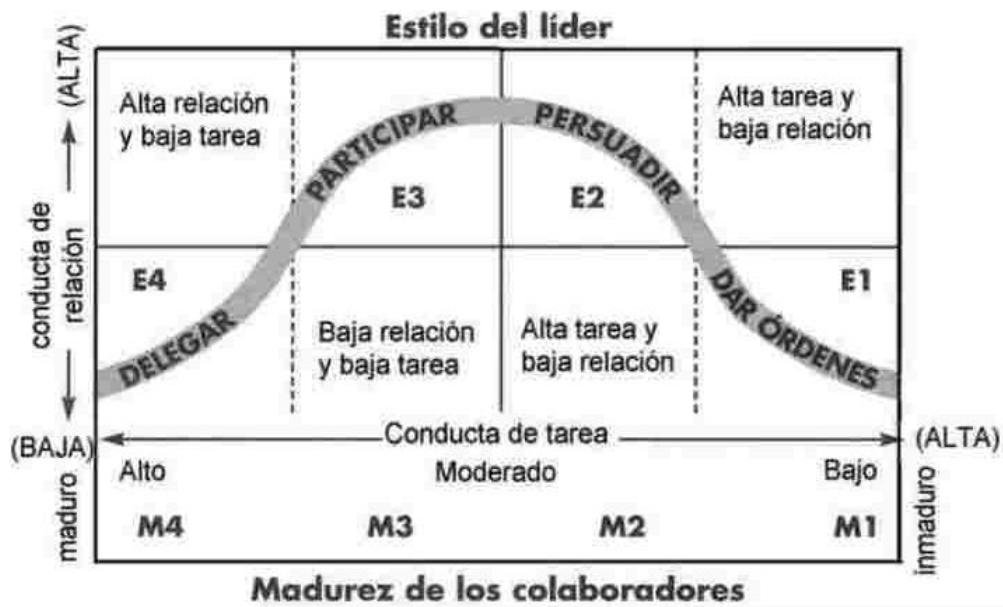 Estilo del líder
(ALTA)
conducta de
relación
Alta relación
y baja tarea
PARTICIPAR
PERSUADIR
Alta tarea y
baja relación
E3
E2
E4
E1
DELEGAR
Baja relación
y baja tarea
Alta tarea y
baja relación
DAR ÓRDENES
(BAJA)
Conducta de tarea
(ALTA)
maduro
Alto
Moderado
Bajo
inmaduro
M4
M3
M2
M1
Madurez de los colaboradores